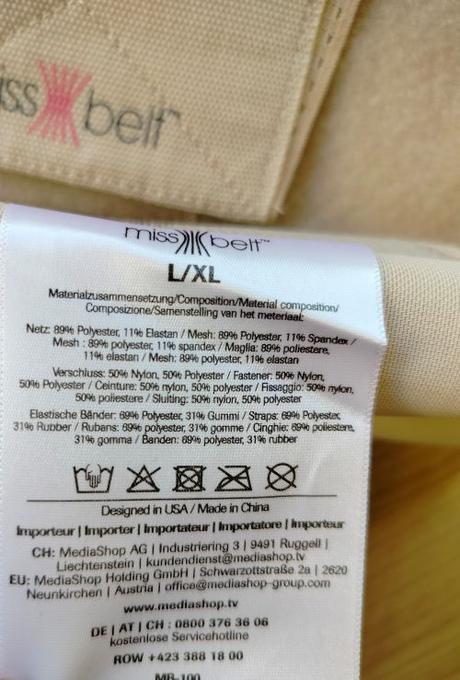 iss belt™
miss belt™
L/XL
Materialzusammensetzung/Composition/Material composition/
Composizione/Samenstelling van het meteriaal:
Netz: 89% Polyester, 11% Elastan / Mesh: 89% Polyester, 11% Spandex /
Mesh : 89% polyester, 11% spandex / Maglia: 89% poliestere,
11% elastan / Mesh: 89% polyester, 11% elastan
Verschluss: 50% Nylon, 50% Polyester / Fastener: 50% Nylon,
50% Polyester / Ceinture: 50% nylon, 50% polyester / Fissaggio: 50% nylon,
50% poliestere / Sluiting: 50% nylon, 50% polyester
Elastische Bänder: 69% Polyester, 31% Gummi / Straps: 69% Polyester,
31% Rubber / Rubans: 69% polyester, 31% gomme / Cinghie: 69% poliestere,
31% gomma / Banden: 69% polyester, 31% rubber
Designed in USA / Made in China
Importeur | Importer | Importateur | Importatore | Importeur
CH: MediaShop AG | Industriering 3 | 9491 Ruggell |
Liechtenstein | kundendienst@mediashop.tv
EU: MediaShop Holding GmbH | Schwarzottstraße 2a | 2620
Neunkirchen | Austria | office@mediashop-group.com
www.mediashop.tv
DE | AT | CH : 0800 376 36 06
kostenlose Servicehotline
ROW +423 388 18 00
MB-100